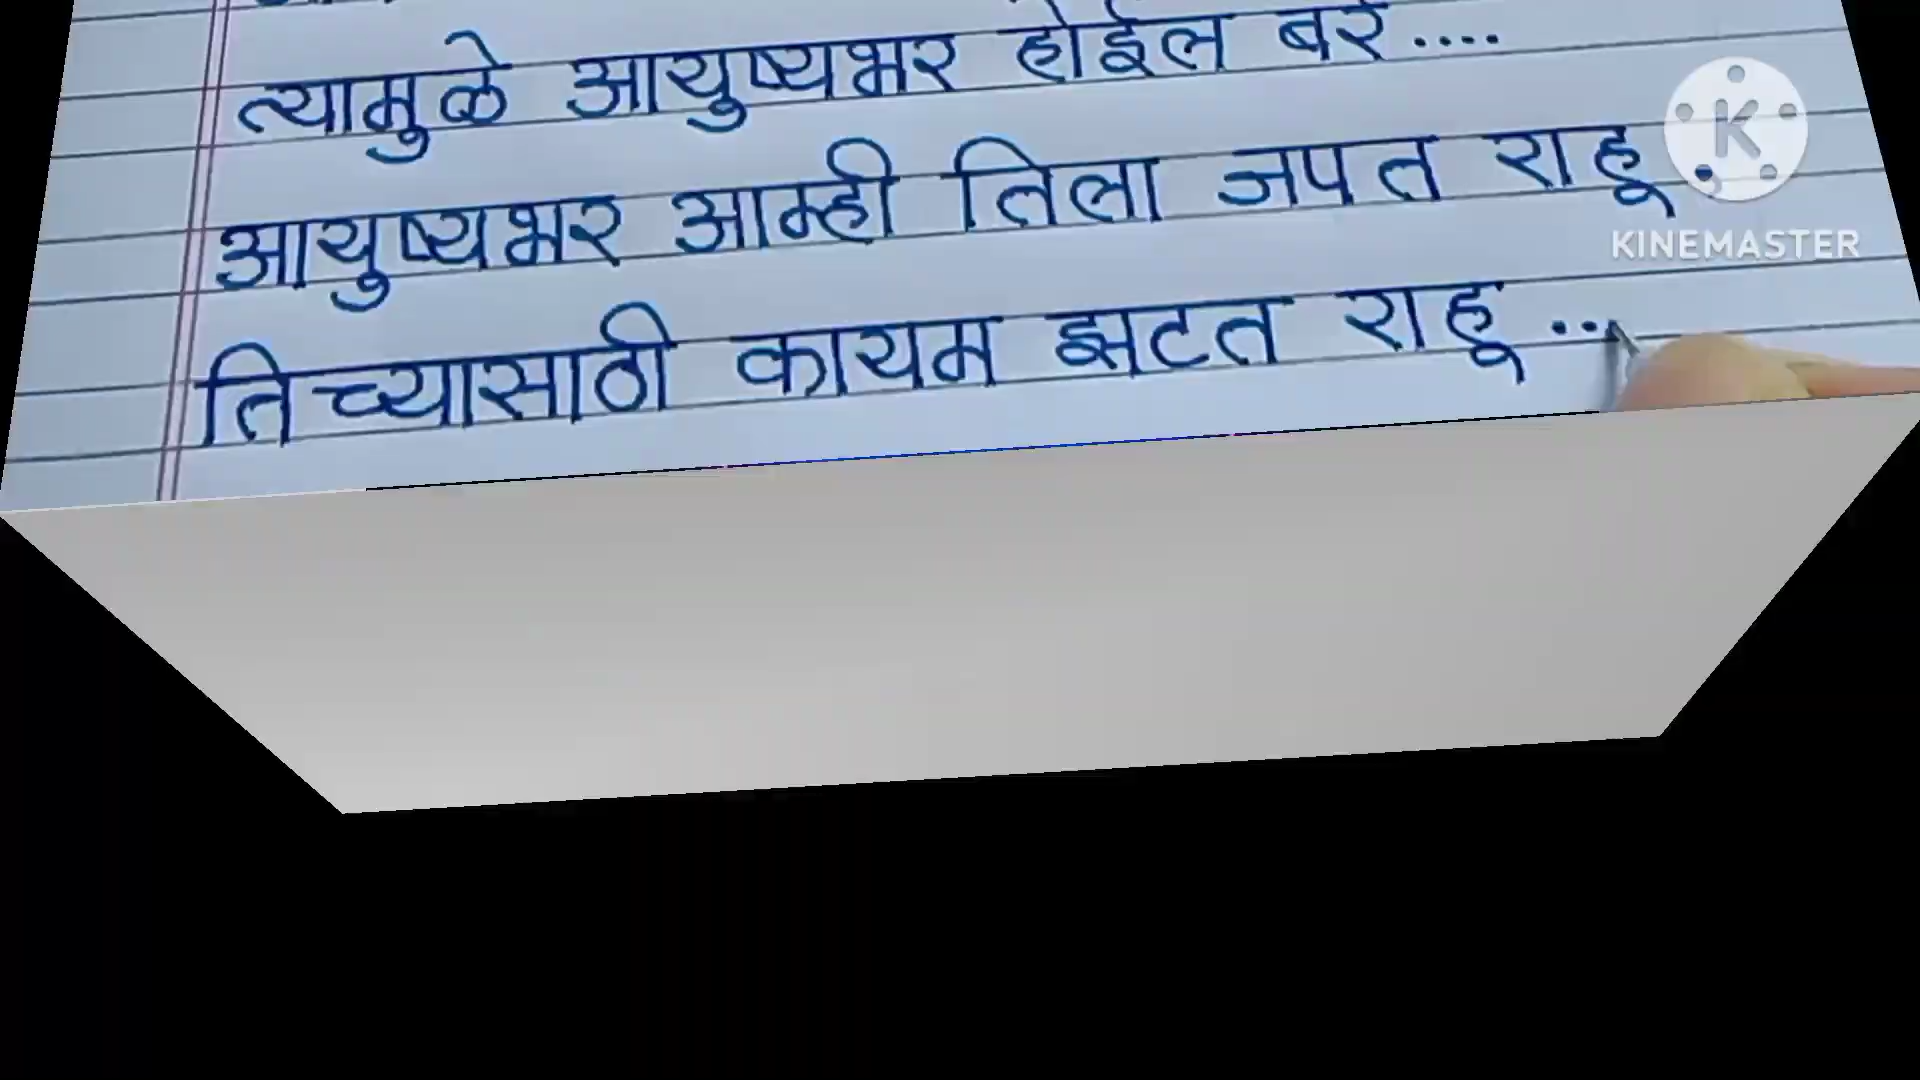 त्यामुळे आयुष्यभर होईल बरे....
आयुष्यभर आम्ही तिला जपत राहू
तिच्यासाठी कायम झटत राहू ...
KINEMASTER